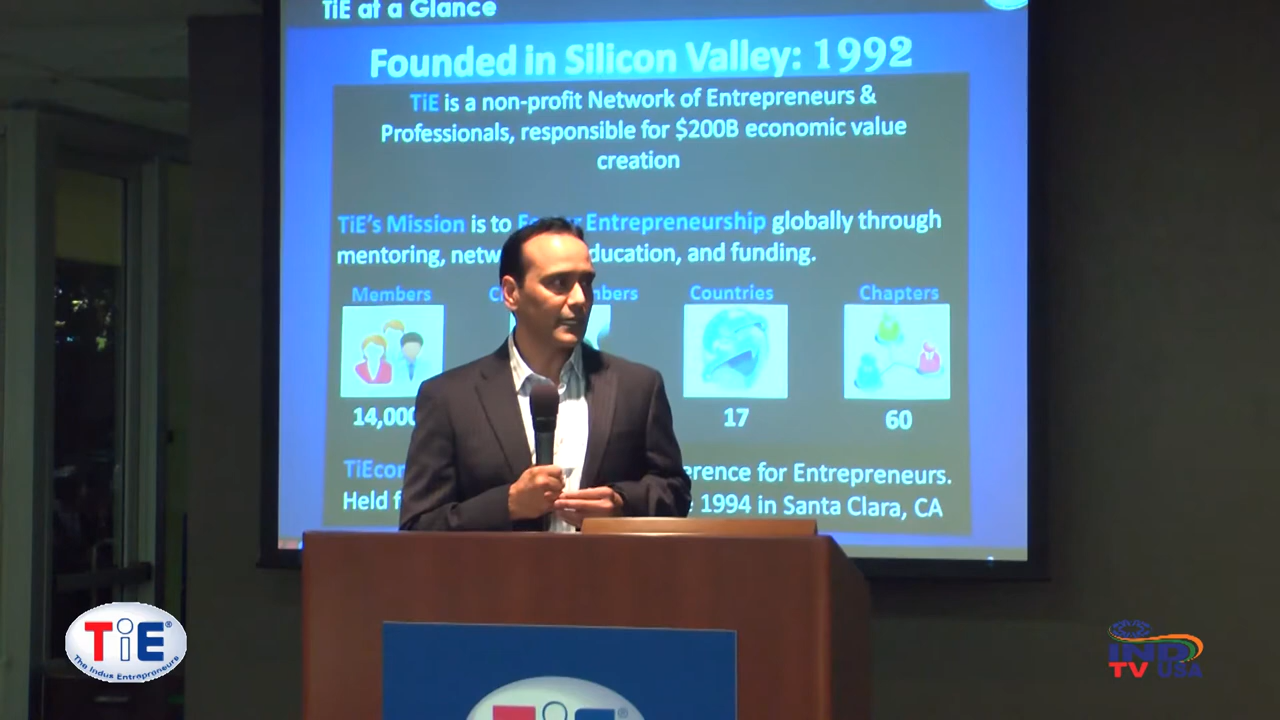 TiE at a Glance
Founded in Silicon Valley: 1992
TiE is a non-profit Network of Entrepreneurs &
Professionals, responsible for $200B economic value
creation
TiE's Mission is to Entrepreneurship globally through
mentoring, and funding.
Members Countries Chapters
17 60
for Entrepreneurs.
Held 1994 in Santa Clara, CA
TiE®
The Indus Entrepreneurs
IND
TV USA